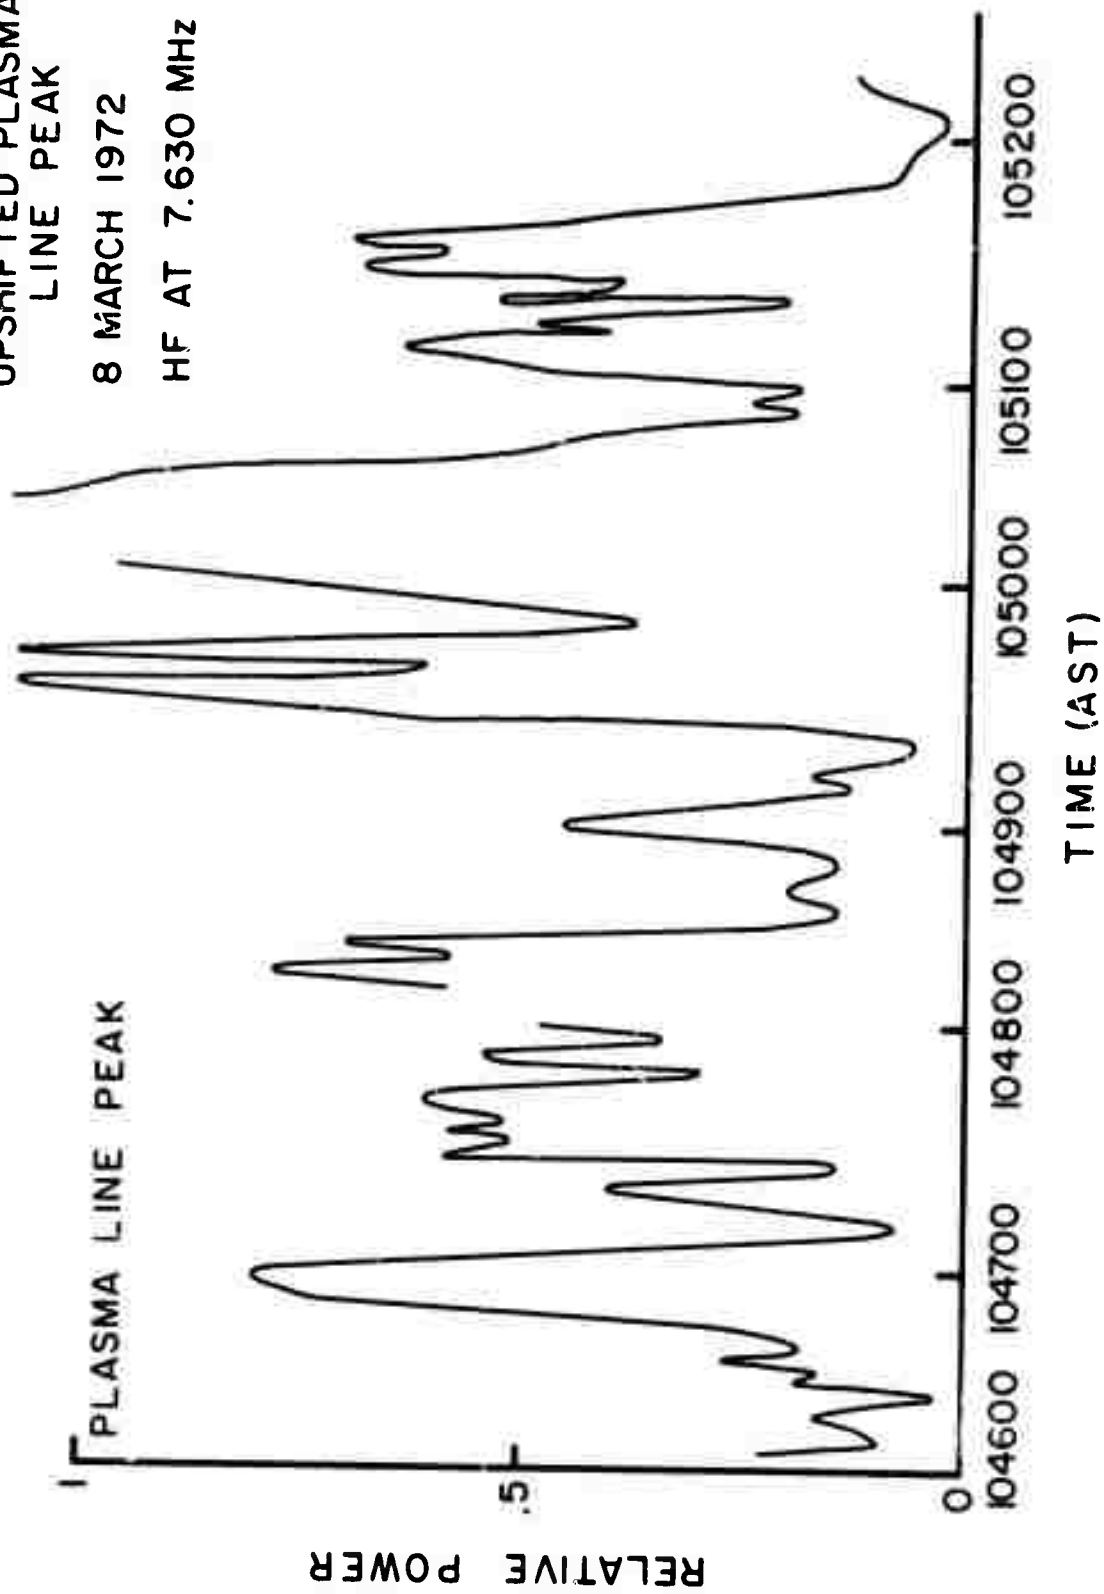 UPSHIFTED PLASMA
LINE PEAK
8 MARCH 1972
HF AT 7.630 MHz
PLASMA LINE PEAK
RELATIVE POWER
1
.5
0
104600 104700 104800 104900 105000 105100 105200
TIME (AST)